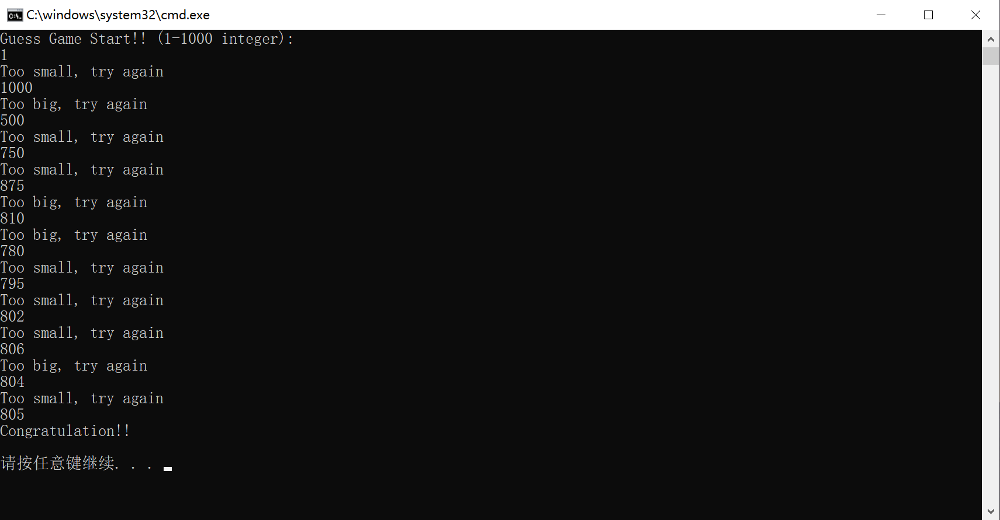 C:\windows\system32\cmd.exe
Guess Game Start!! (1-1000 integer):
1
Too small, try again
1000
Too big, try again
500
Too small, try again
750
Too small, try again
875
Too big, try again
810
Too big, try again
780
Too small, try again
795
Too small, try again
802
Too small, try again
806
Too big, try again
804
Too small, try again
805
Congratulation!!
请按任意键继续. . .